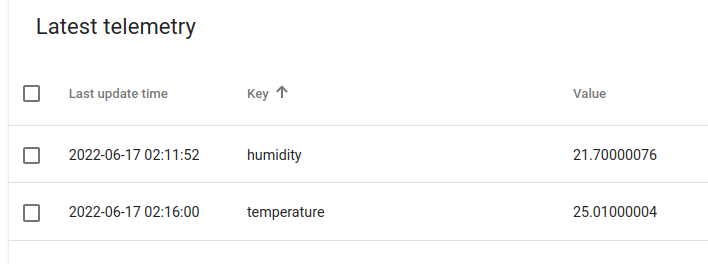 Latest telemetry
Last update time Key ↑ Value
2022-06-17 02:11:52 humidity 21.70000076
2022-06-17 02:16:00 temperature 25.01000004